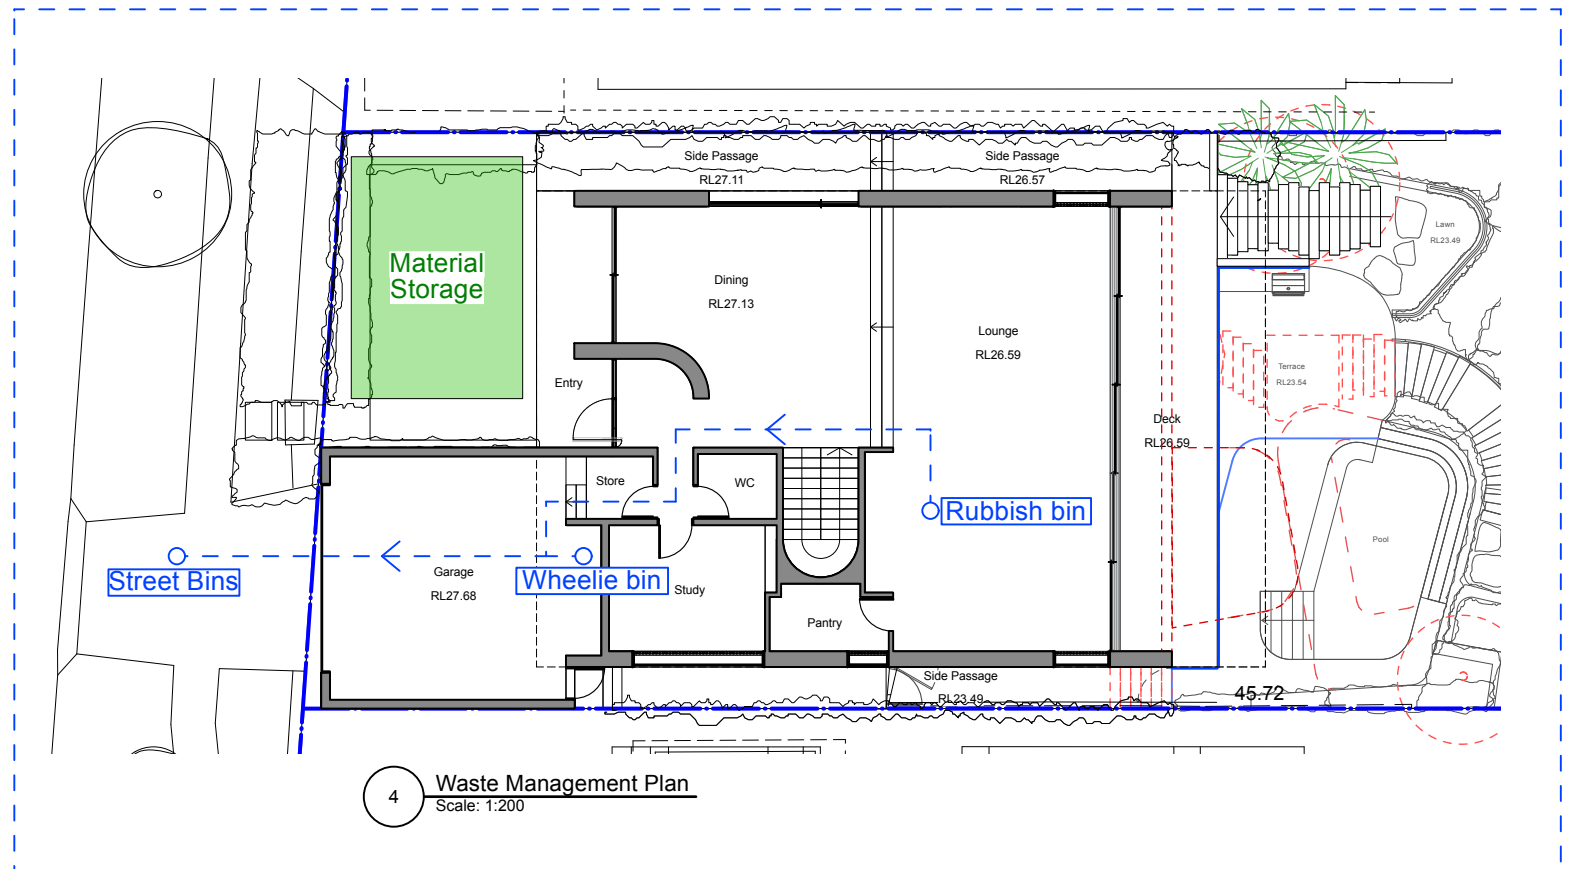 Side Passage
RL27.11
Side Passage
RL26.57
Lawn
RL23.49
Material
Storage
Dining
RL27.13
Lounge
RL26.59
Terrace
RL23.54
Entry
Deck
RL26.59
Store
WC
Rubbish bin
Pool
Street Bins
Garage
RL27.68
Wheelie bin
Study
Pantry
Side Passage
RL23.49
45.72
4
Waste Management Plan
Scale: 1:200